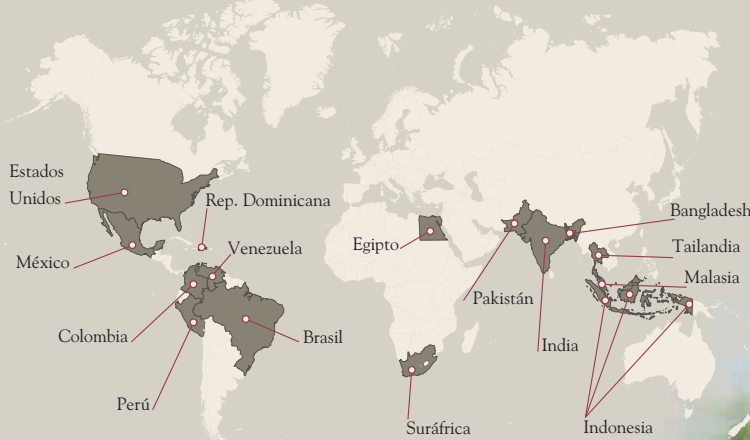 Estados
Unidos
Rep. Dominicana
México
Venezuela
Colombia
Brasil
Perú
Egipto
Suráfrica
Pakistán
India
Bangladesh
Tailandia
Malasia
Indonesia